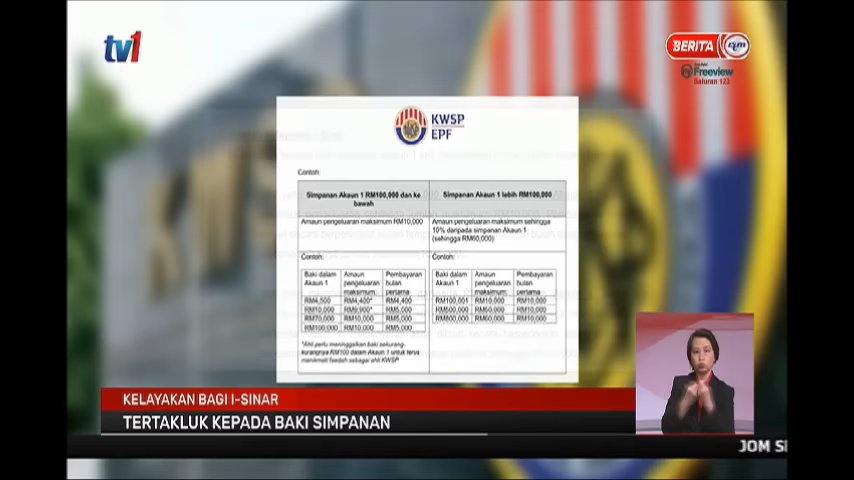 tv1
BERITA rtm
Freeview
Saluran 123
KWSP
EPF
Contoh:
Simpanan Akaun 1 RM100,000 dan ke
bawah
Simpanan Akaun 1 lebih RM100,000
Amaun pengeluaran maksimum RM10,000
Amaun pengeluaran maksimum sehingga
10% daripada simpanan Akaun 1
(sehingga RM60,000)
Contoh:
Baki dalam Akaun 1
Amaun pengeluaran maksimum:
Pembayaran bulan pertama
RM4,500 RM4,400* RM4,400
RM10,000 RM9,900* RM5,000
RM70,000 RM10,000 RM5,000
RM100,000 RM10,000 RM5,000
*Ahli perlu meninggalkan baki sekurang-
kurangnya RM100 dalam Akaun 1 untuk terus
menikmati faedah sebagai ahli KWSP
Contoh:
Baki dalam Akaun 1
Amaun pengeluaran maksimum:
Pembayaran bulan pertama
RM100,001 RM10,000 RM10,000
RM500,000 RM50,000 RM10,000
RM600,000 RM60,000 RM10,000
KELAYAKAN BAGI I-SINAR
TERTAKLUK KEPADA BAKI SIMPANAN
JOM